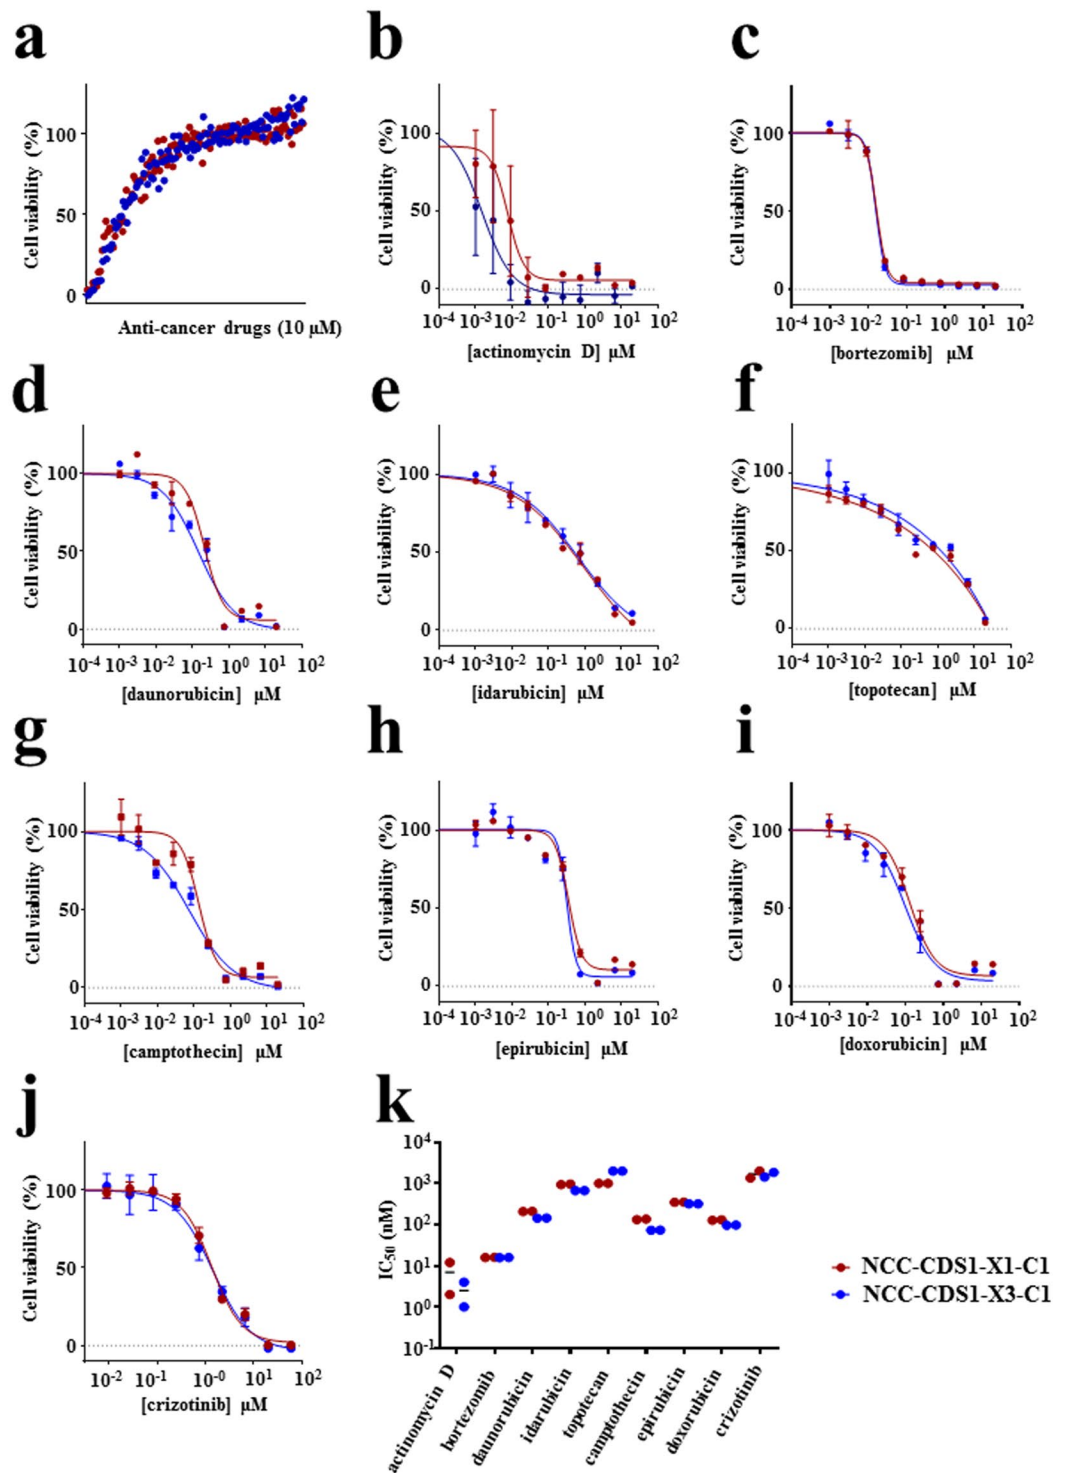 a
Cell viability (%)
100
50
0
Anti-cancer drugs (10 μM)
b
Cell viability (%)
100
50
0
10-4 10-3 10-2 10-1 100 101 102
[actinomycin D] μM
c
Cell viability (%)
100
50
0
10-4 10-3 10-2 10-1 100 101 102
[bortezomib] μM
d
Cell viability (%)
100
50
0
10-4 10-3 10-2 10-1 100 101 102
[daunorubicin] μM
e
Cell viability (%)
100
50
0
10-4 10-3 10-2 10-1 100 101 102
[idarubicin] μM
f
Cell viability (%)
100
50
0
10-4 10-3 10-2 10-1 100 101 102
[topotecan] μM
g
Cell viability (%)
100
50
0
10-4 10-3 10-2 10-1 100 101 102
[camptothecin] μM
h
Cell viability (%)
100
50
0
10-4 10-3 10-2 10-1 100 101 102
[epirubicin] μM
i
Cell viability (%)
100
50
0
10-4 10-3 10-2 10-1 100 101 102
[doxorubicin] μM
j
Cell viability (%)
100
50
0
10-2 10-1 100 101 102
[crizotinib] μM
k
IC50 (nM)
104
103
102
101
100
10-1
actinomycin D
bortezomib
daunorubicin
idarubicin
topotecan
camptothecin
epirubicin
doxorubicin
crizotinib
NCC-CDS1-X1-C1
NCC-CDS1-X3-C1